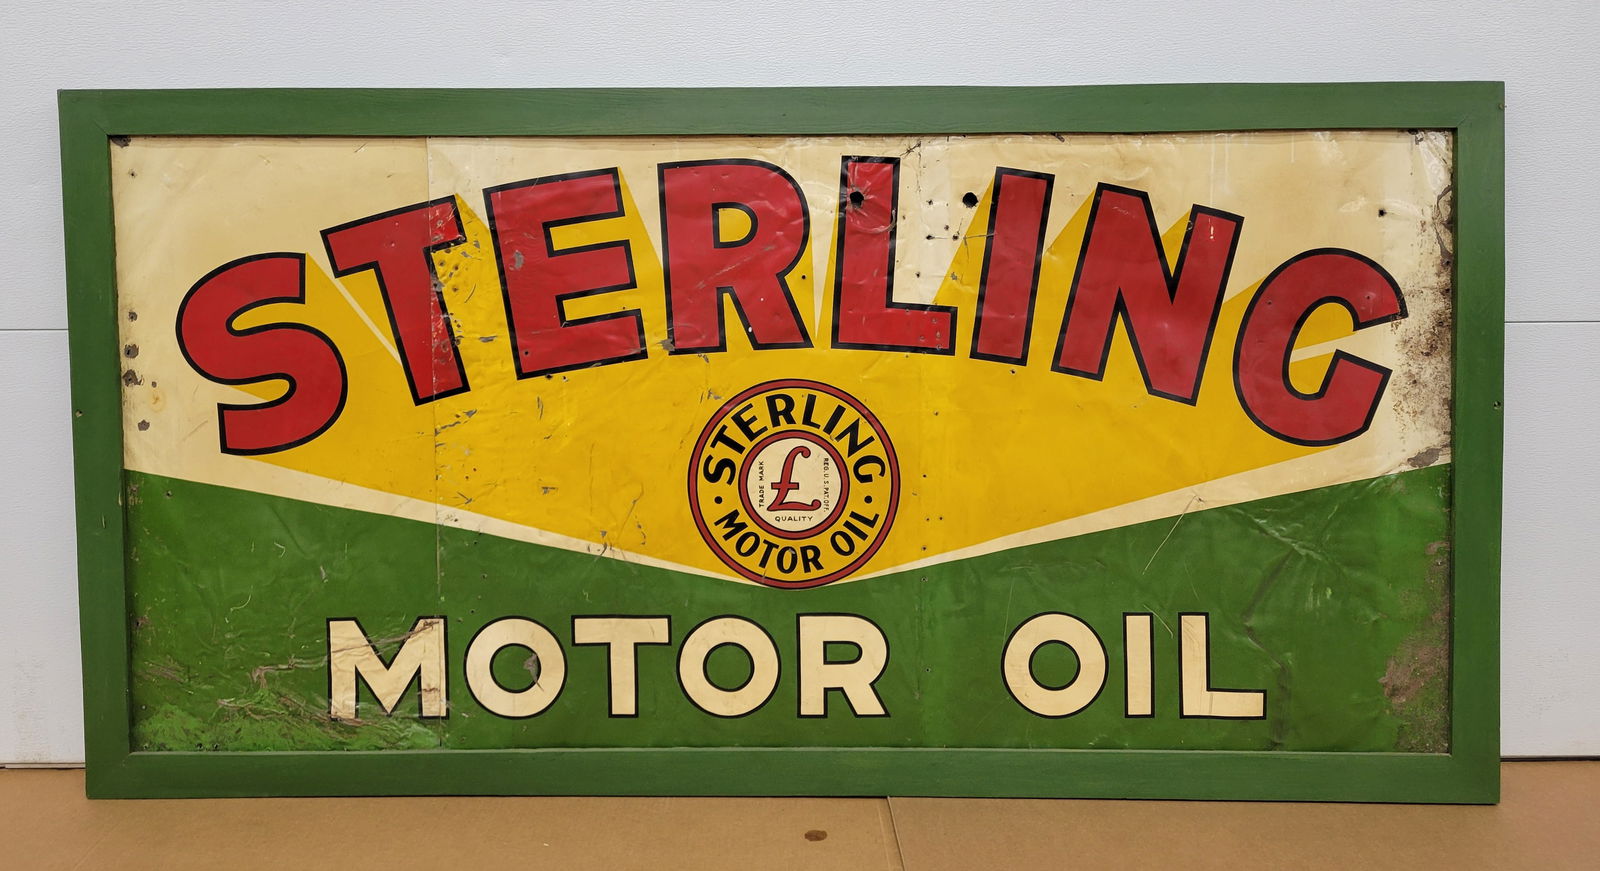 STERLING
STERLING
TRADE MARK
£
REG. U.S. PAT. OFF.
QUALITY
· MOTOR OIL ·
MOTOR OIL